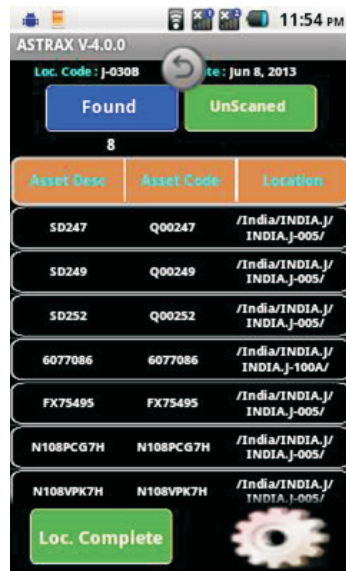 11:54 PM
ASTRAX V-4.0.0
Loc. Code : J-030B te : Jun 8, 2013
Found UnScaned
8
Asset Desc Asset Code Location
SD247 Q00247 /India/INDIA.J/
INDIA.J-005/
SD249 Q00249 /India/INDIA.J/
INDIA.J-005/
SD252 Q00252 /India/INDIA.J/
INDIA.J-005/
6077086 6077086 /India/INDIA.J/
INDIA.J-100A/
FX75495 FX75495 /India/INDIA.J/
INDIA.J-005/
N108PCG7H N108PCG7H /India/INDIA.J/
INDIA.J-005/
N108VPK7H N108VPK7H /India/INDIA.J/
INDIA.J-005/
Loc. Complete